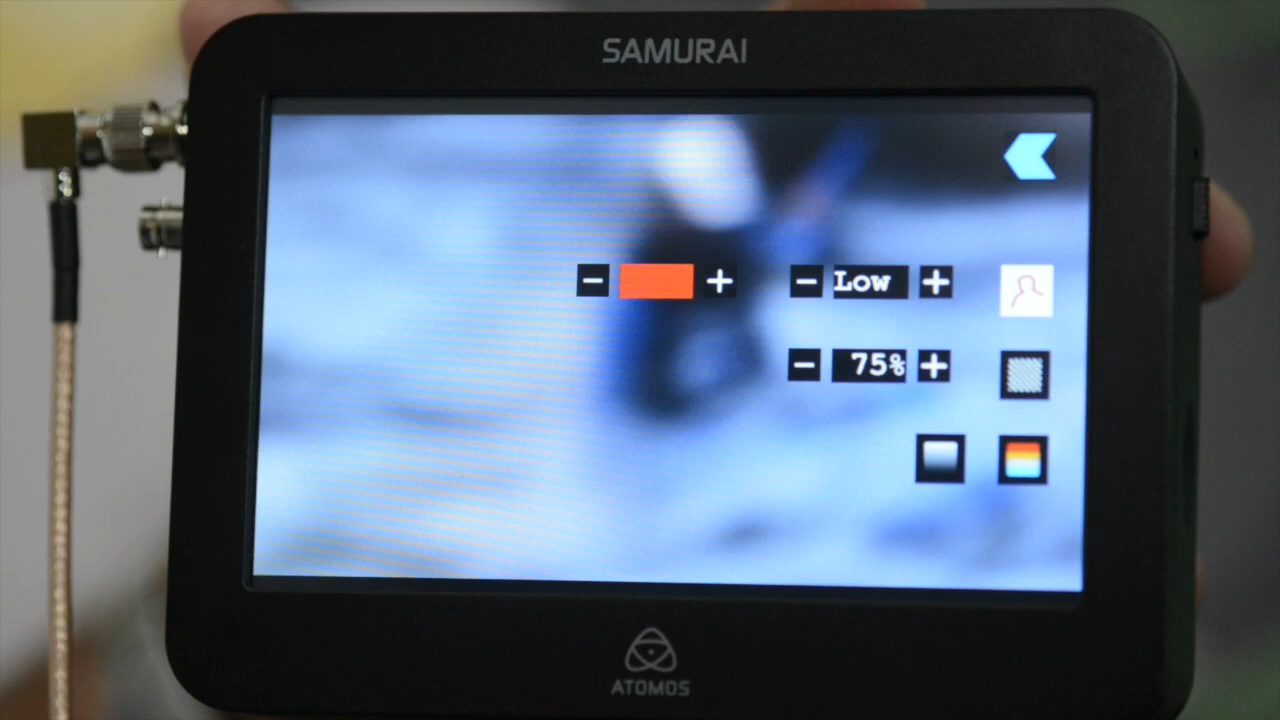 SAMURAI
− + − Low +
− 75% +
ATOMOS